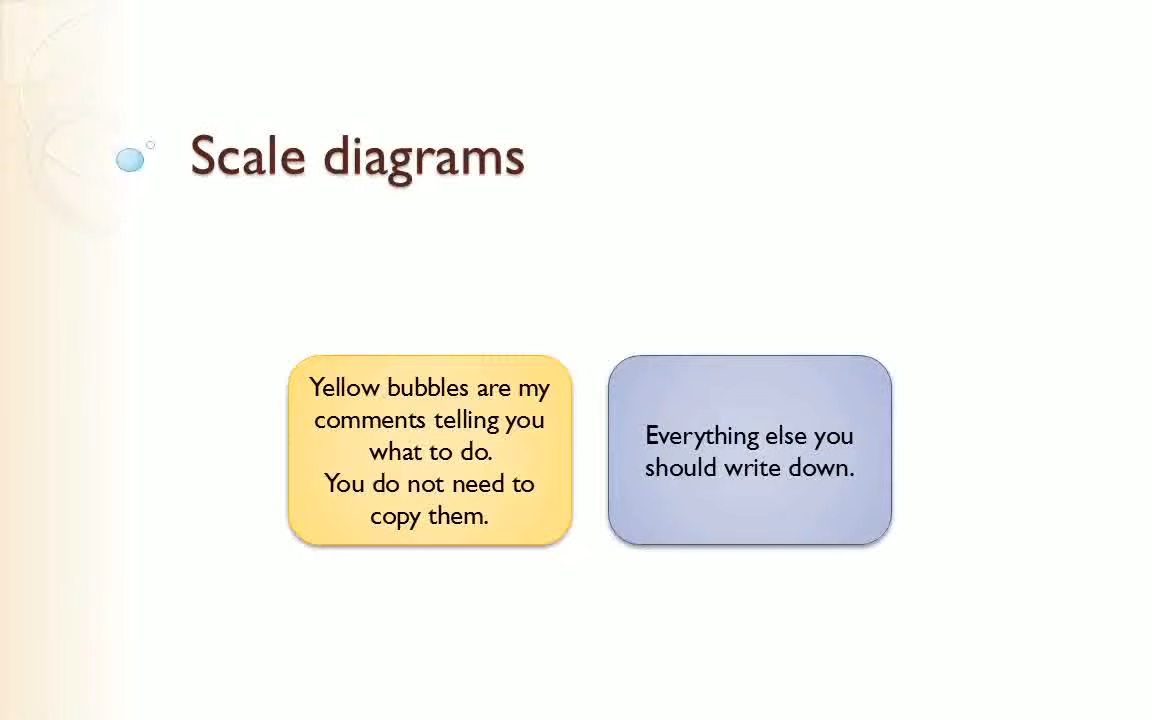 Scale diagrams
Yellow bubbles are my
comments telling you
what to do.
You do not need to
copy them.
Everything else you
should write down.